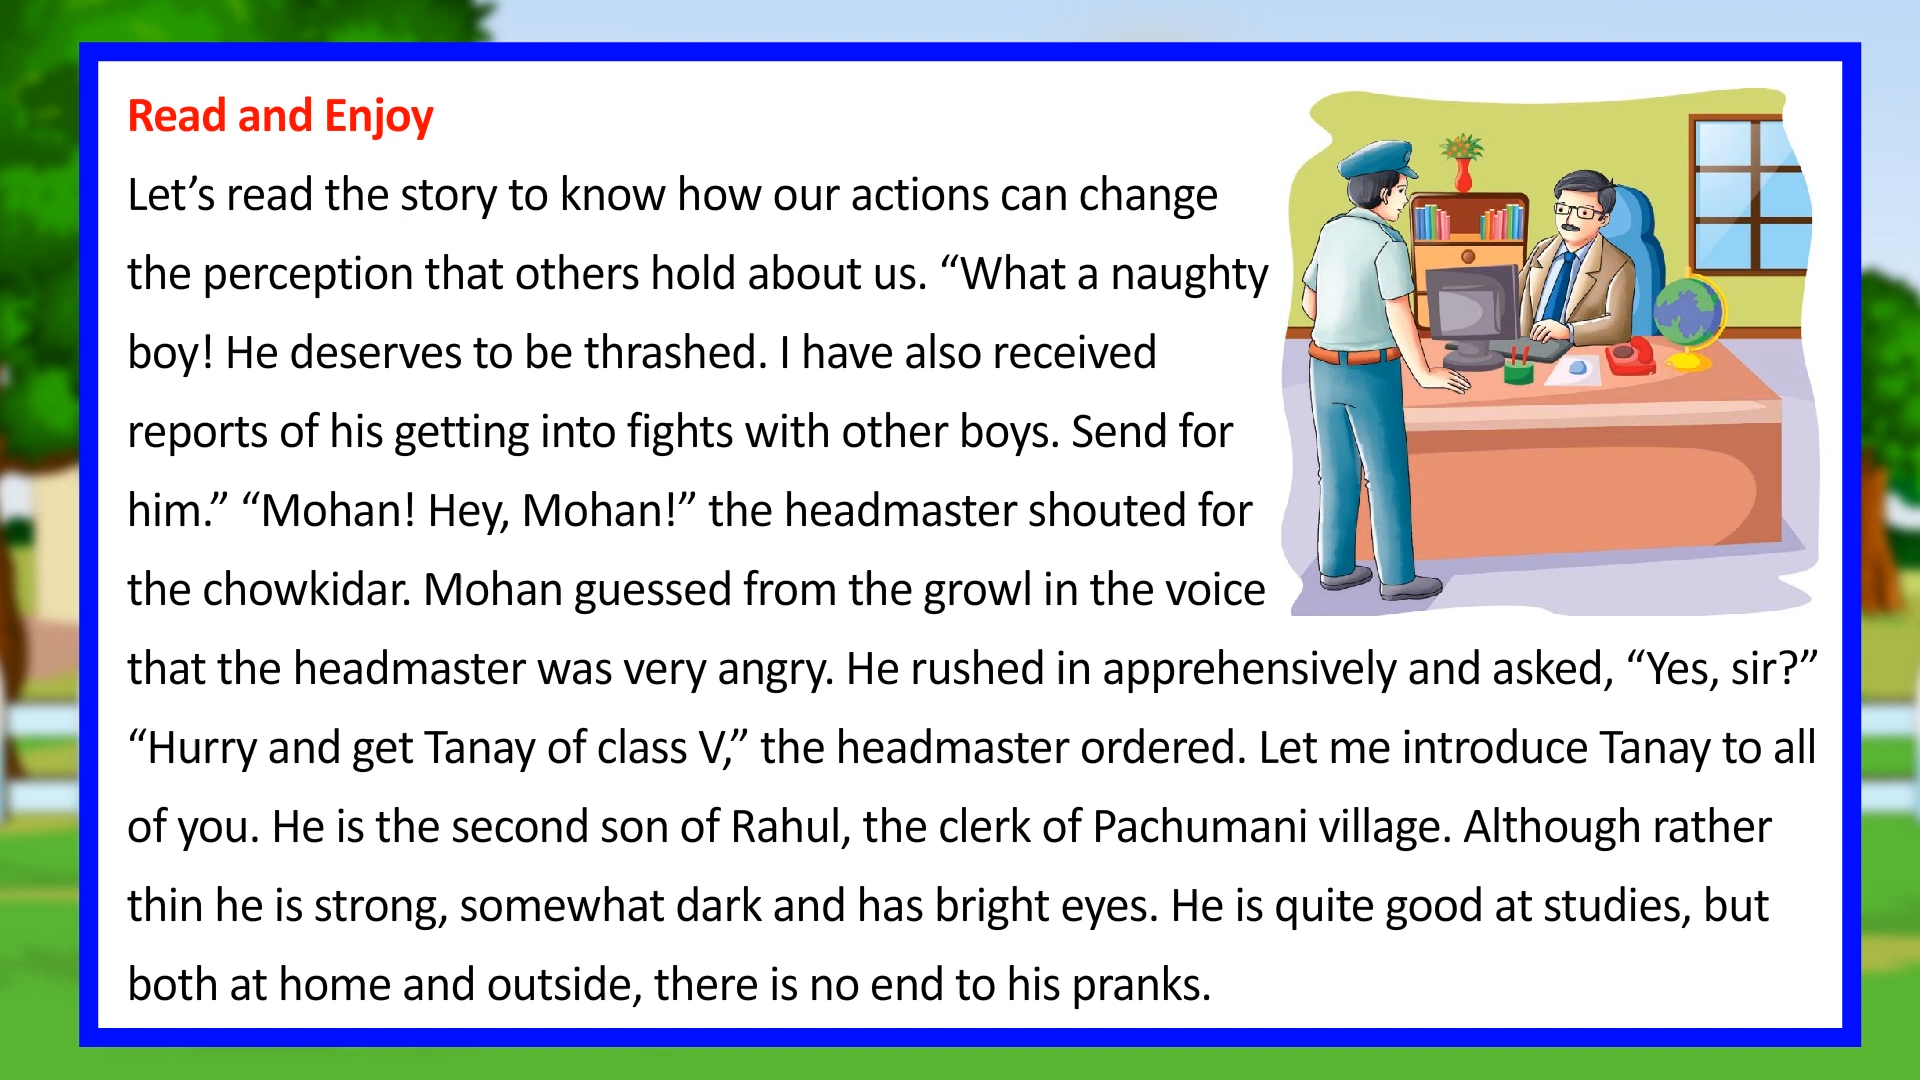 Read and Enjoy
Let’s read the story to know how our actions can change
the perception that others hold about us. “What a naughty
boy! He deserves to be thrashed. I have also received
reports of his getting into fights with other boys. Send for
him.” “Mohan! Hey, Mohan!” the headmaster shouted for
the chowkidar. Mohan guessed from the growl in the voice
that the headmaster was very angry. He rushed in apprehensively and asked, “Yes, sir?”
“Hurry and get Tanay of class V,” the headmaster ordered. Let me introduce Tanay to all
of you. He is the second son of Rahul, the clerk of Pachumani village. Although rather
thin he is strong, somewhat dark and has bright eyes. He is quite good at studies, but
both at home and outside, there is no end to his pranks.